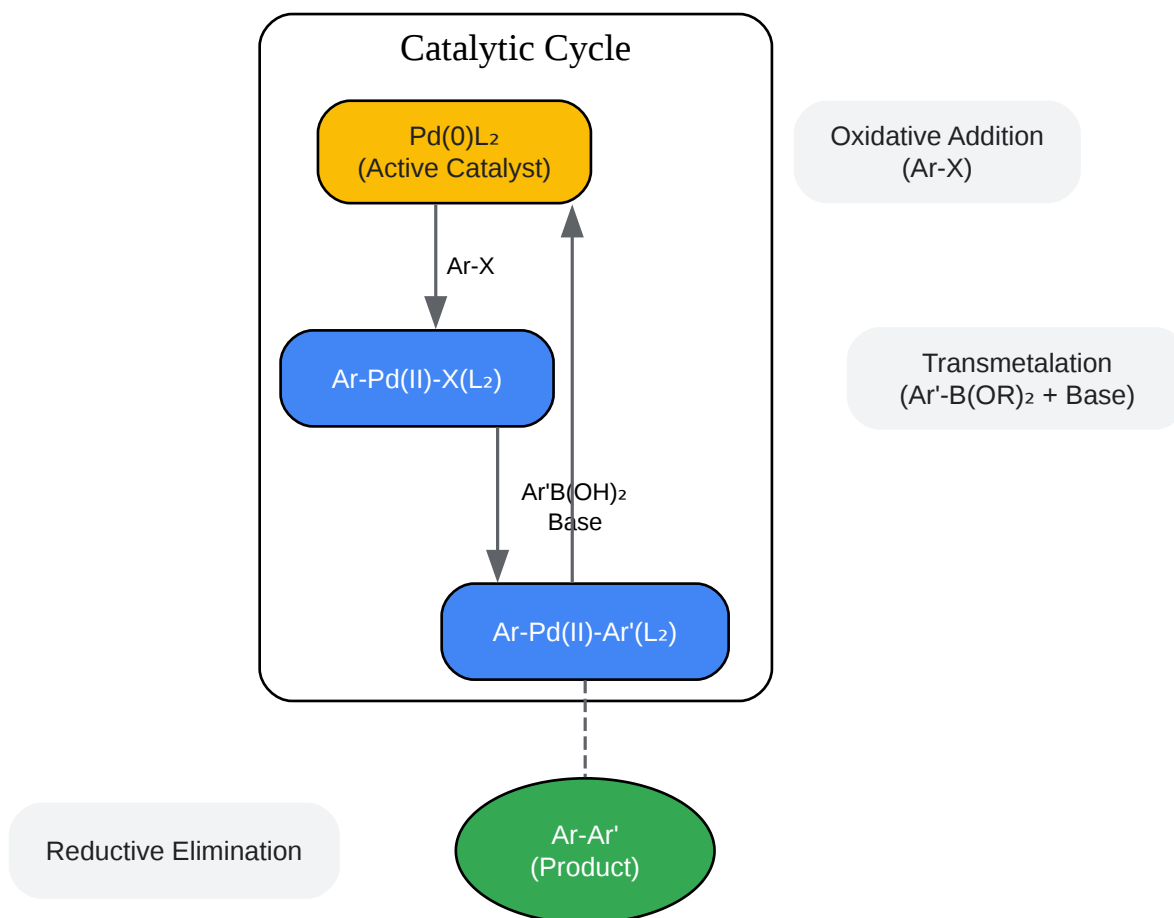 Catalytic Cycle
Pd(0)L₂
(Active Catalyst)
Oxidative Addition
(Ar-X)
Ar-X
Ar-Pd(II)-X(L₂)
Transmetalation
(Ar'-B(OR)₂ + Base)
Ar'B(OH)₂
Base
Ar-Pd(II)-Ar'(L₂)
Ar-Ar'
(Product)
Reductive Elimination